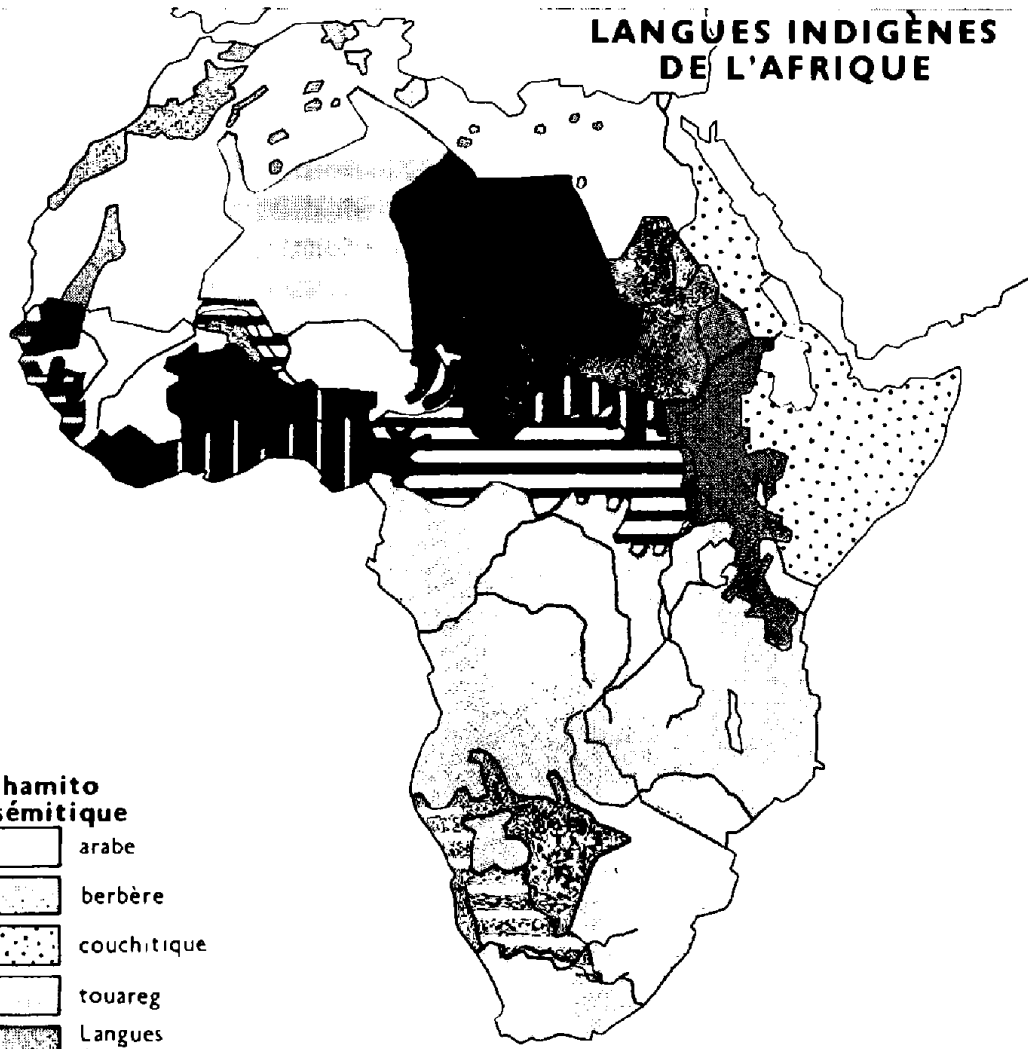 LANGUES INDIGÈNES
DE L'AFRIQUE
hamito
sémitique
arabe
berbère
couchitique
touareg
Langues